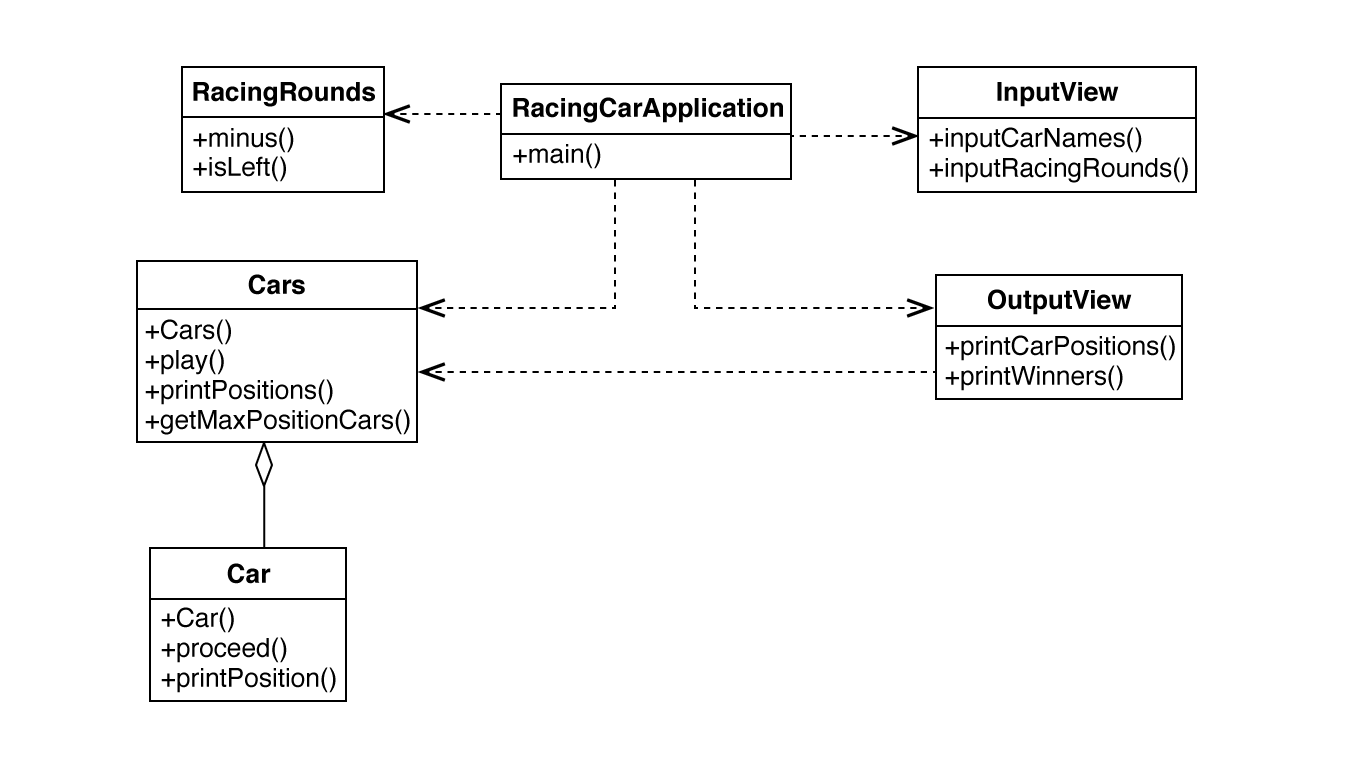 RacingRounds
+minus()
+isLeft()
RacingCarApplication
+main()
InputView
+inputCarNames()
+inputRacingRounds()
Cars
+Cars()
+play()
+printPositions()
+getMaxPositionCars()
OutputView
+printCarPositions()
+printWinners()
Car
+Car()
+proceed()
+printPosition()